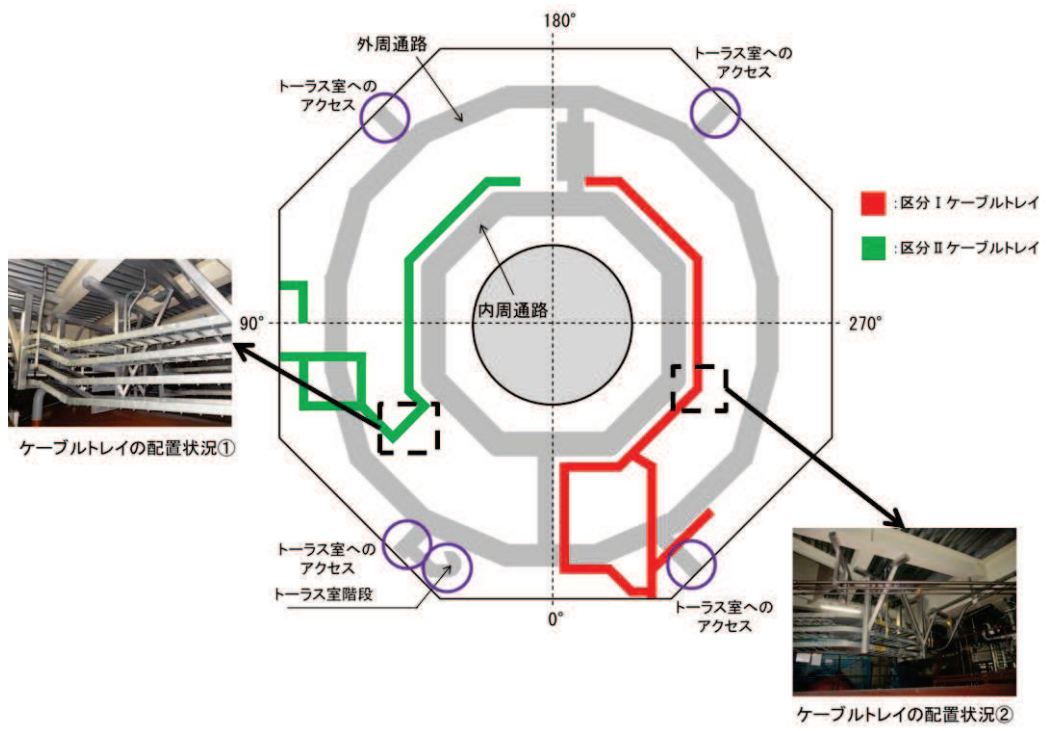 180°
外周通路
トーラス室への
アクセス
トーラス室への
アクセス
:区分Ⅰケーブルトレイ
:区分Ⅱケーブルトレイ
内周通路
90°
270°
ケーブルトレイの配置状況①
トーラス室への
アクセス
トーラス室階段
0°
トーラス室への
アクセス
ケーブルトレイの配置状況②